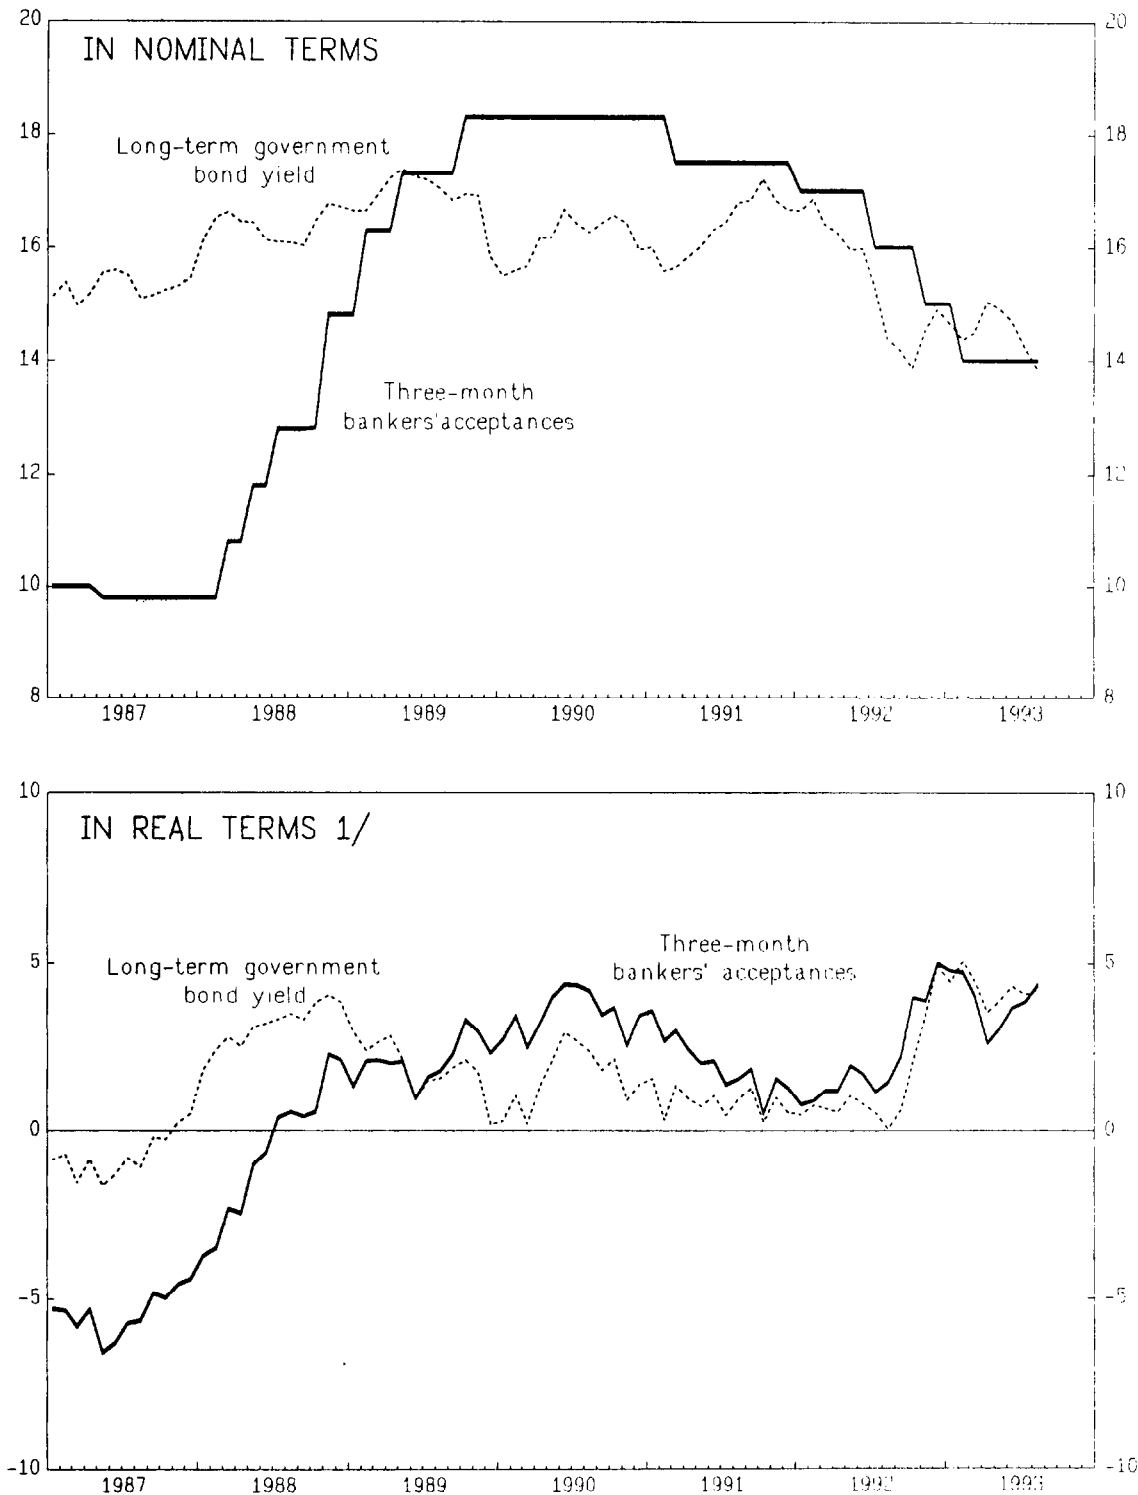 IN NOMINAL TERMS
20 20
18 18
16 16
14 14
12 12
10 10
8 8
Long-term government
bond yield
Three-month
bankers'acceptances
1987 1988 1989 1990 1991 1992 1993
IN REAL TERMS 1/
10 10
5 5
0 0
-5 -5
-10 -10
Long-term government
bond yield
Three-month
bankers' acceptances
1987 1988 1989 1990 1991 1992 1993